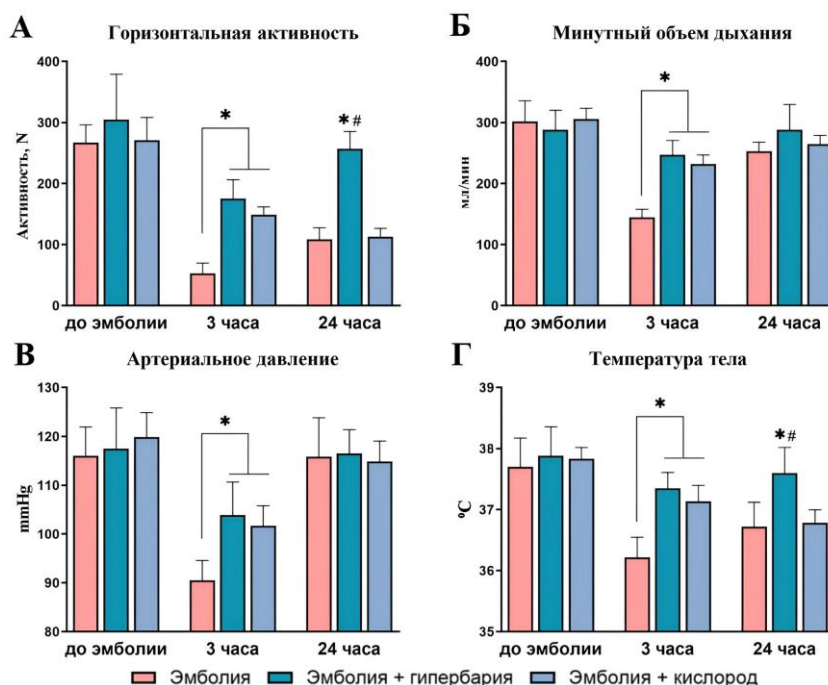 А Горизонтальная активность
Активность, N
400
300
200
100
0
* *#
до эмболии 3 часа 24 часа
Б Минутный объем дыхания
мл/мин
400
300
200
100
0
*
до эмболии 3 часа 24 часа
В Артериальное давление
mmHg
130
120
110
100
90
80
*
до эмболии 3 часа 24 часа
Г Температура тела
⁰C
39
38
37
36
35
* *#
до эмболии 3 часа 24 часа
Эмболия Эмболия + гипербария Эмболия + кислород